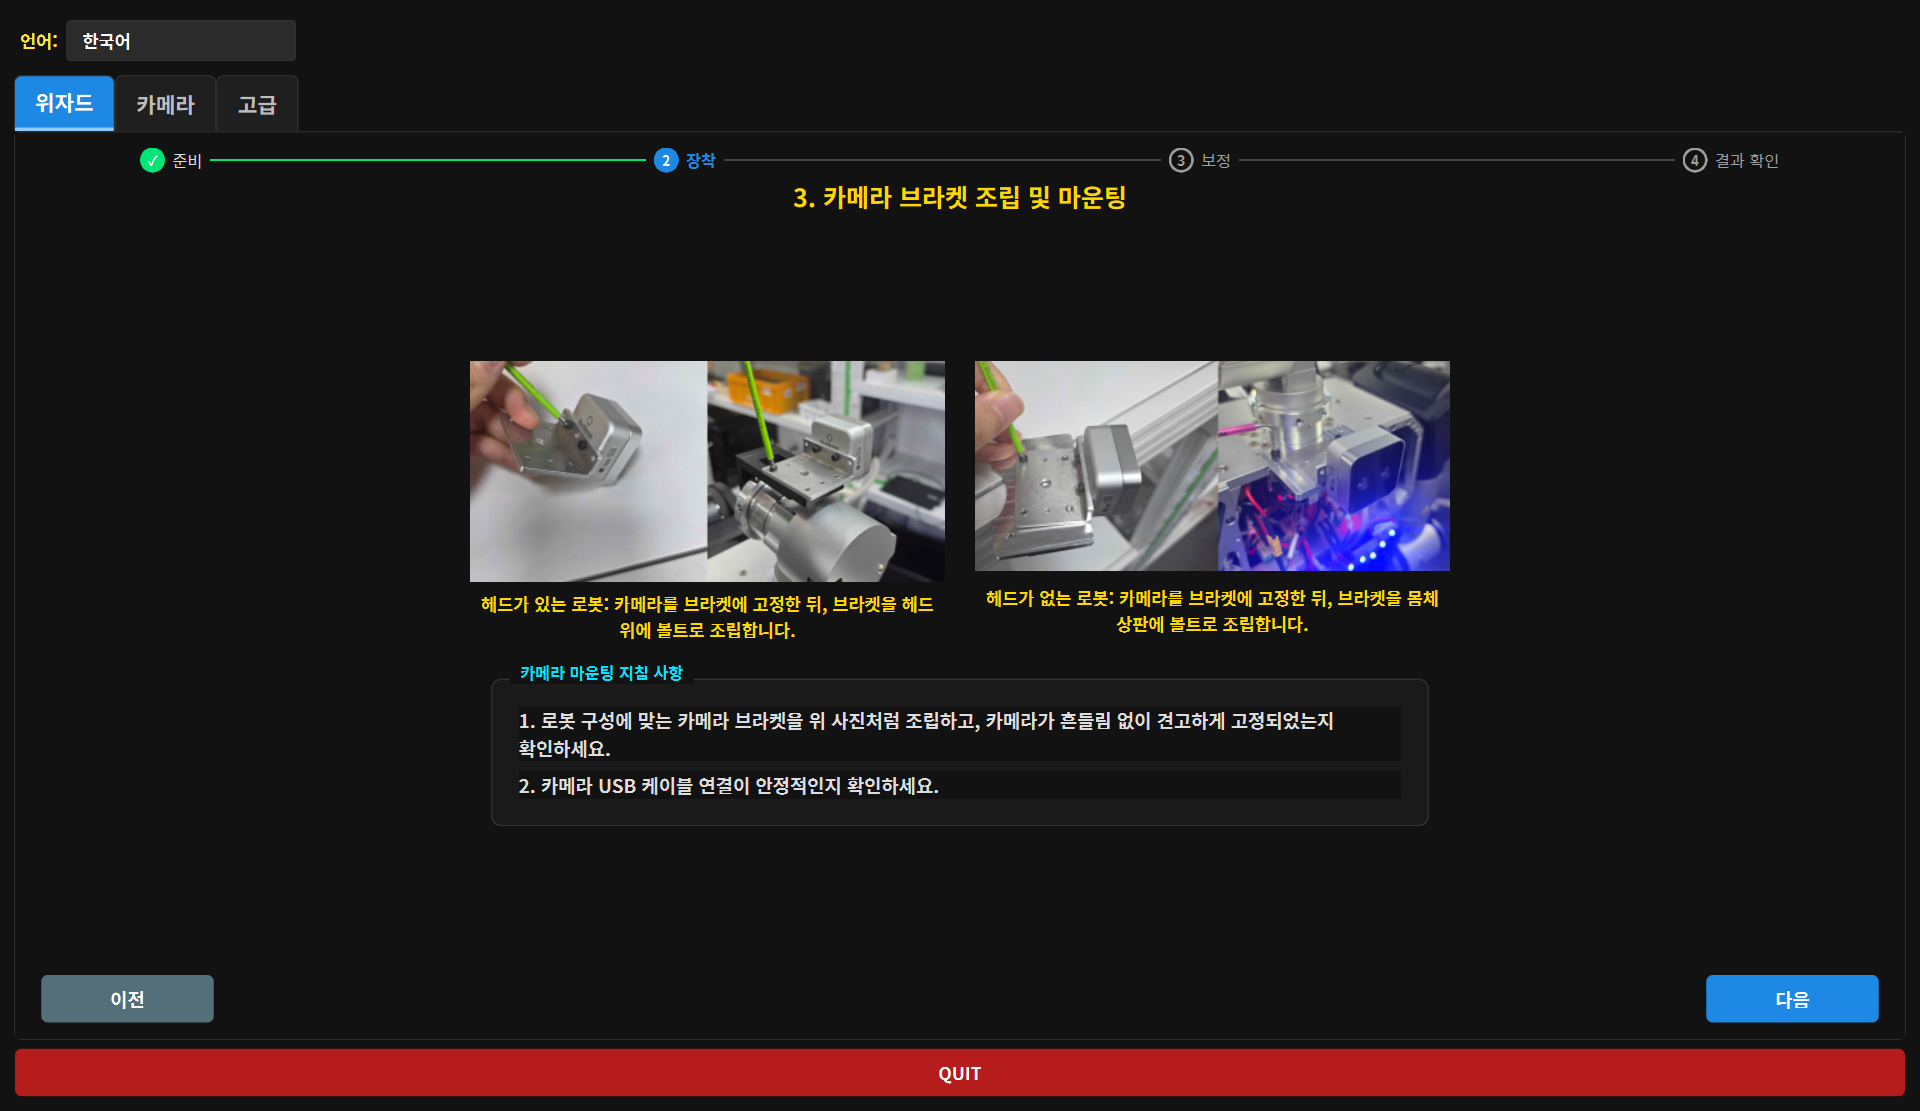 언어: 한국어
위자드 카메라 고급
✓ 준비 2 장착 3 보정 4 결과 확인
3. 카메라 브라켓 조립 및 마운팅
헤드가 있는 로봇: 카메라를 브라켓에 고정한 뒤, 브라켓을 헤드
위에 볼트로 조립합니다.
헤드가 없는 로봇: 카메라를 브라켓에 고정한 뒤, 브라켓을 몸체
상판에 볼트로 조립합니다.
카메라 마운팅 지침 사항
1. 로봇 구성에 맞는 카메라 브라켓을 위 사진처럼 조립하고, 카메라가 흔들림 없이 견고하게 고정되었는지
확인하세요.
2. 카메라 USB 케이블 연결이 안정적인지 확인하세요.
이전
다음
QUIT